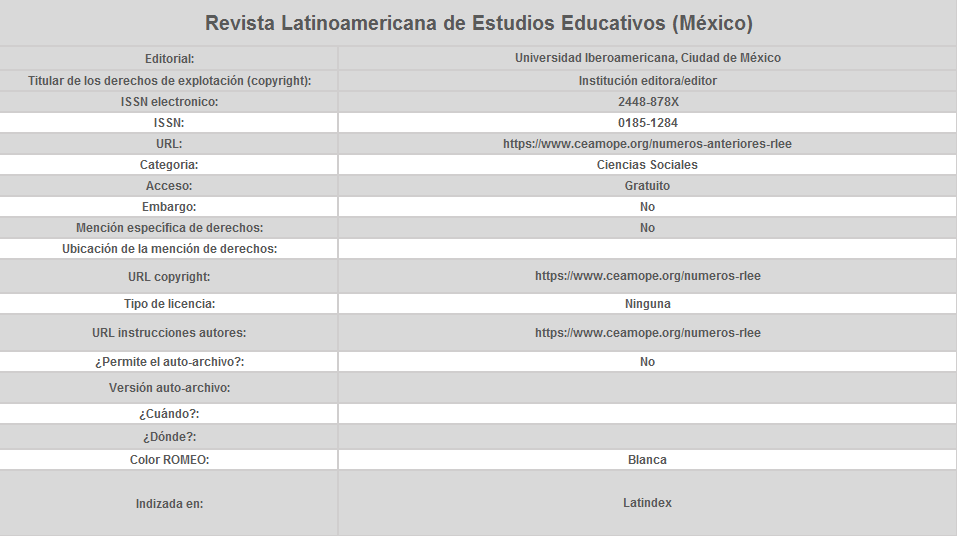 Revista Latinoamericana de Estudios Educativos (México)
Editorial: Universidad Iberoamericana, Ciudad de México
Titular de los derechos de explotación (copyright): Institución editora/editor
ISSN electronico: 2448-878X
ISSN: 0185-1284
URL: https://www.ceamope.org/numeros-anteriores-rlee
Categoria: Ciencias Sociales
Acceso: Gratuito
Embargo: No
Mención específica de derechos: No
Ubicación de la mención de derechos:
URL copyright: https://www.ceamope.org/numeros-rlee
Tipo de licencia: Ninguna
URL instrucciones autores: https://www.ceamope.org/numeros-rlee
¿Permite el auto-archivo?: No
Versión auto-archivo:
¿Cuándo?:
¿Dónde?:
Color ROMEO: Blanca
Indizada en: Latindex